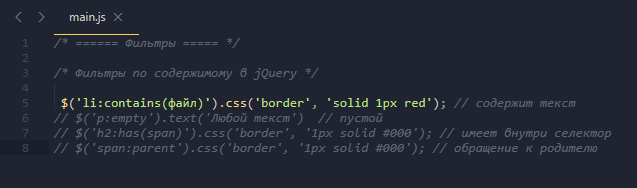 main.js
1 /* ====== Фильтры ===== */
2
3 /* Фильтры по содержимому в jQuery */
4
5 $('li:contains(файл)').css('border', 'solid 1px red'); // содержит текст
6 // $('p:empty').text('Любой текст') // пустой
7 // $('h2:has(span)').css('border', '1px solid #000'); // имеет внутри селектор
8 // $('span:parent').css('border', '1px solid #000'); // обращение к родителю